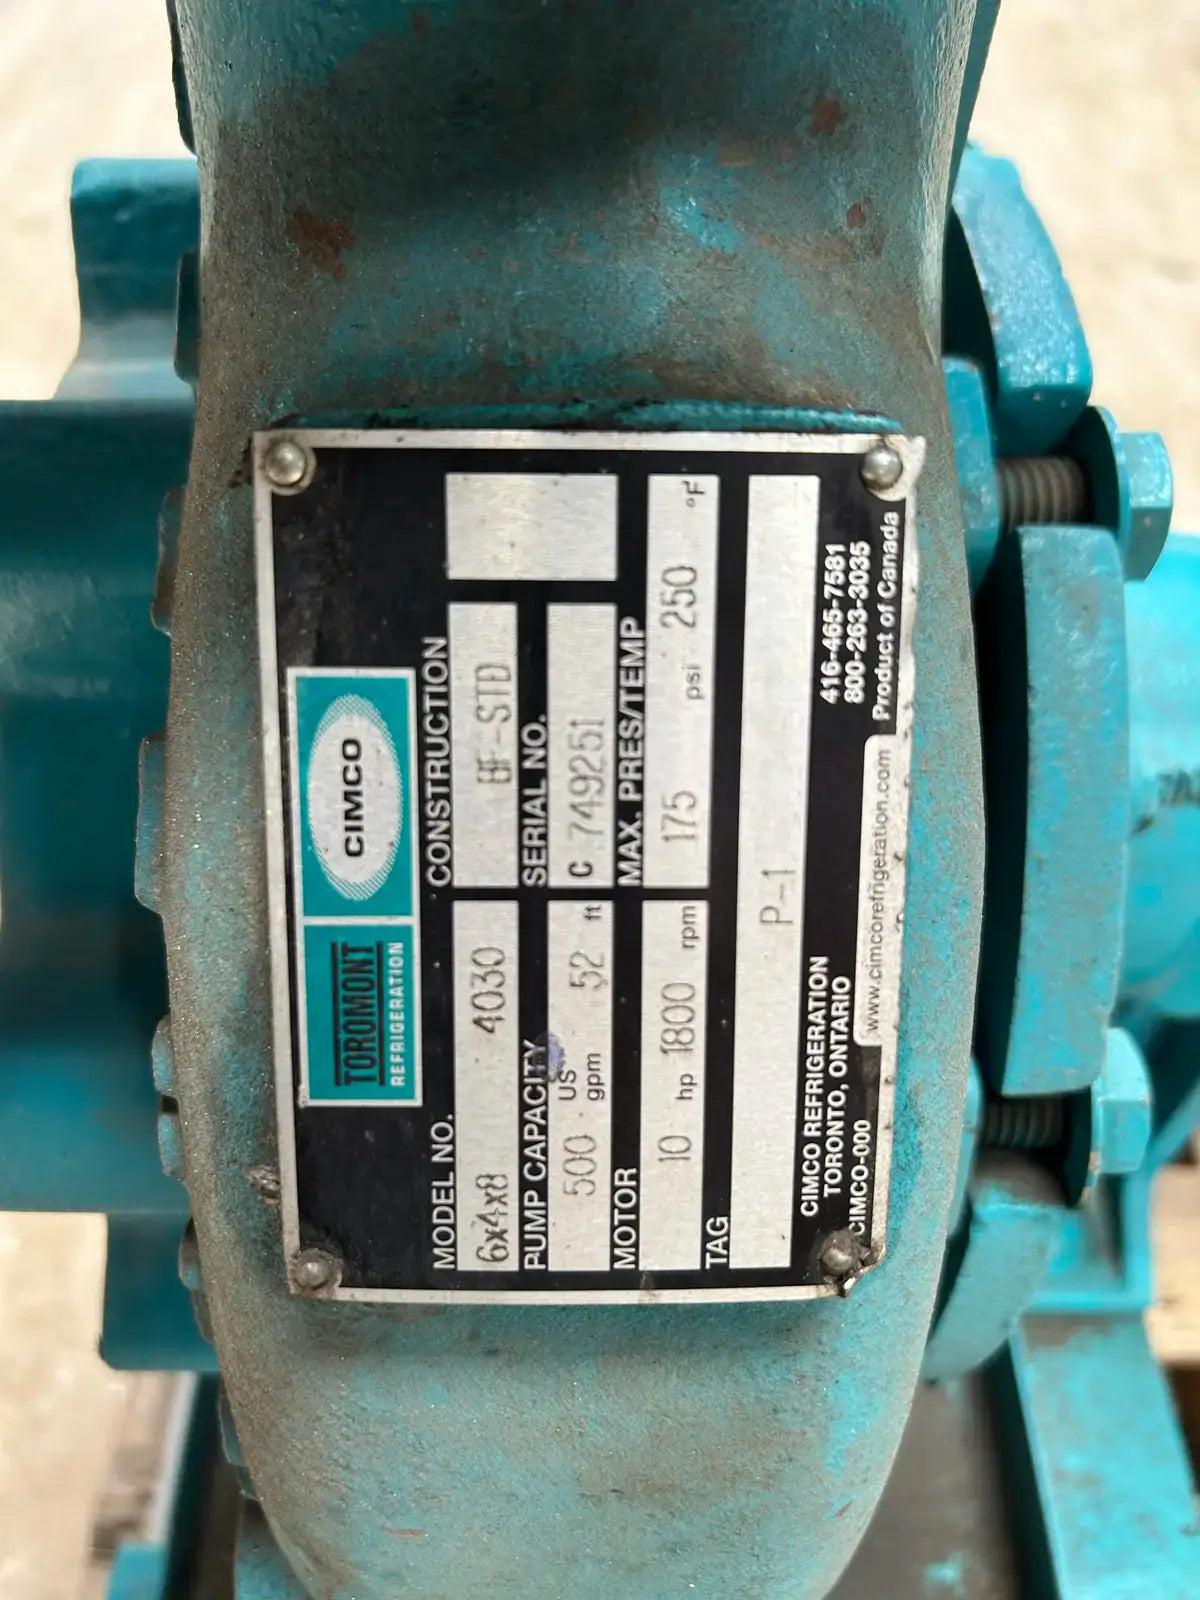 TOROMONT
REFRIGERATION
CIMCO
MODEL NO. CONSTRUCTION
6x4x8 4030 BF-STD
PUMP CAPACITY SERIAL NO.
500 US gpm 52 ft C 749251
MOTOR MAX. PRES/TEMP
10 hp 1800 rpm 175 psi 250 °F
TAG
P-1
CIMCO REFRIGERATION 416-465-7581
TORONTO, ONTARIO 800-263-3035
CIMCO-000 www.cimcorefrigeration.com Product of Canada